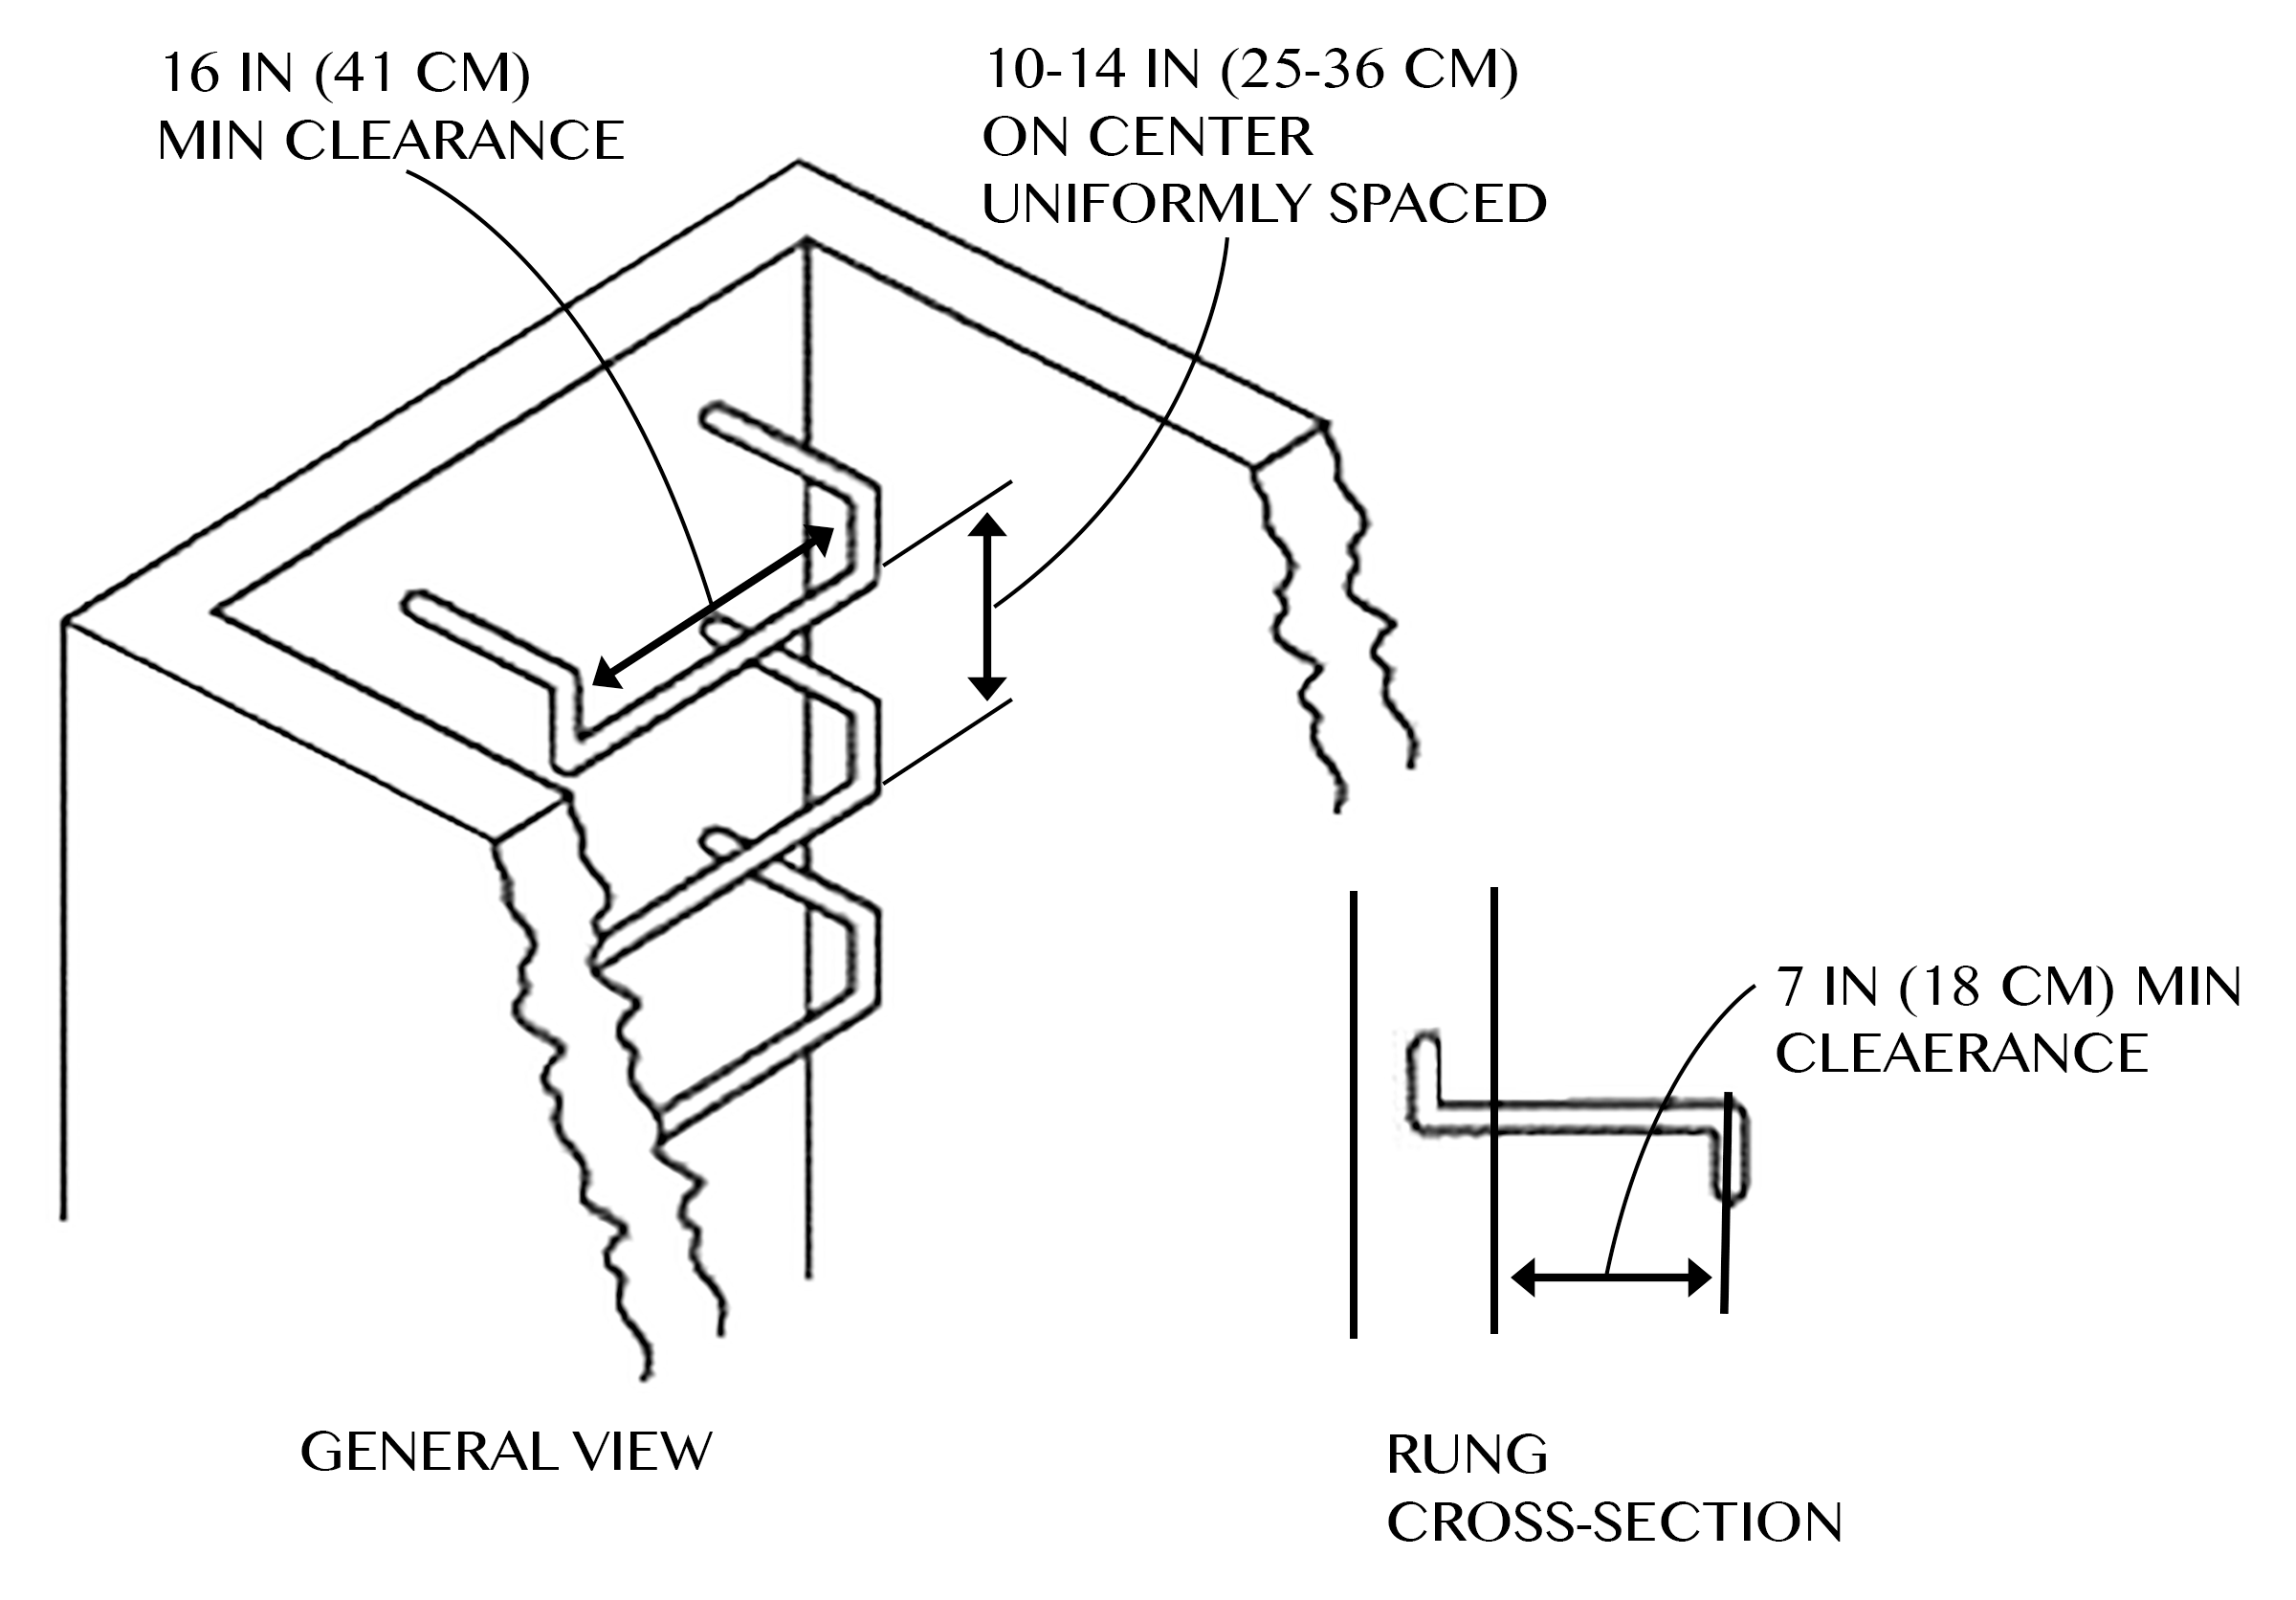 16 IN (41 CM)
MIN CLEARANCE
10-14 IN (25-36 CM)
ON CENTER
UNIFORMLY SPACED
7 IN (18 CM) MIN
CLEAERANCE
GENERAL VIEW
RUNG
CROSS-SECTION